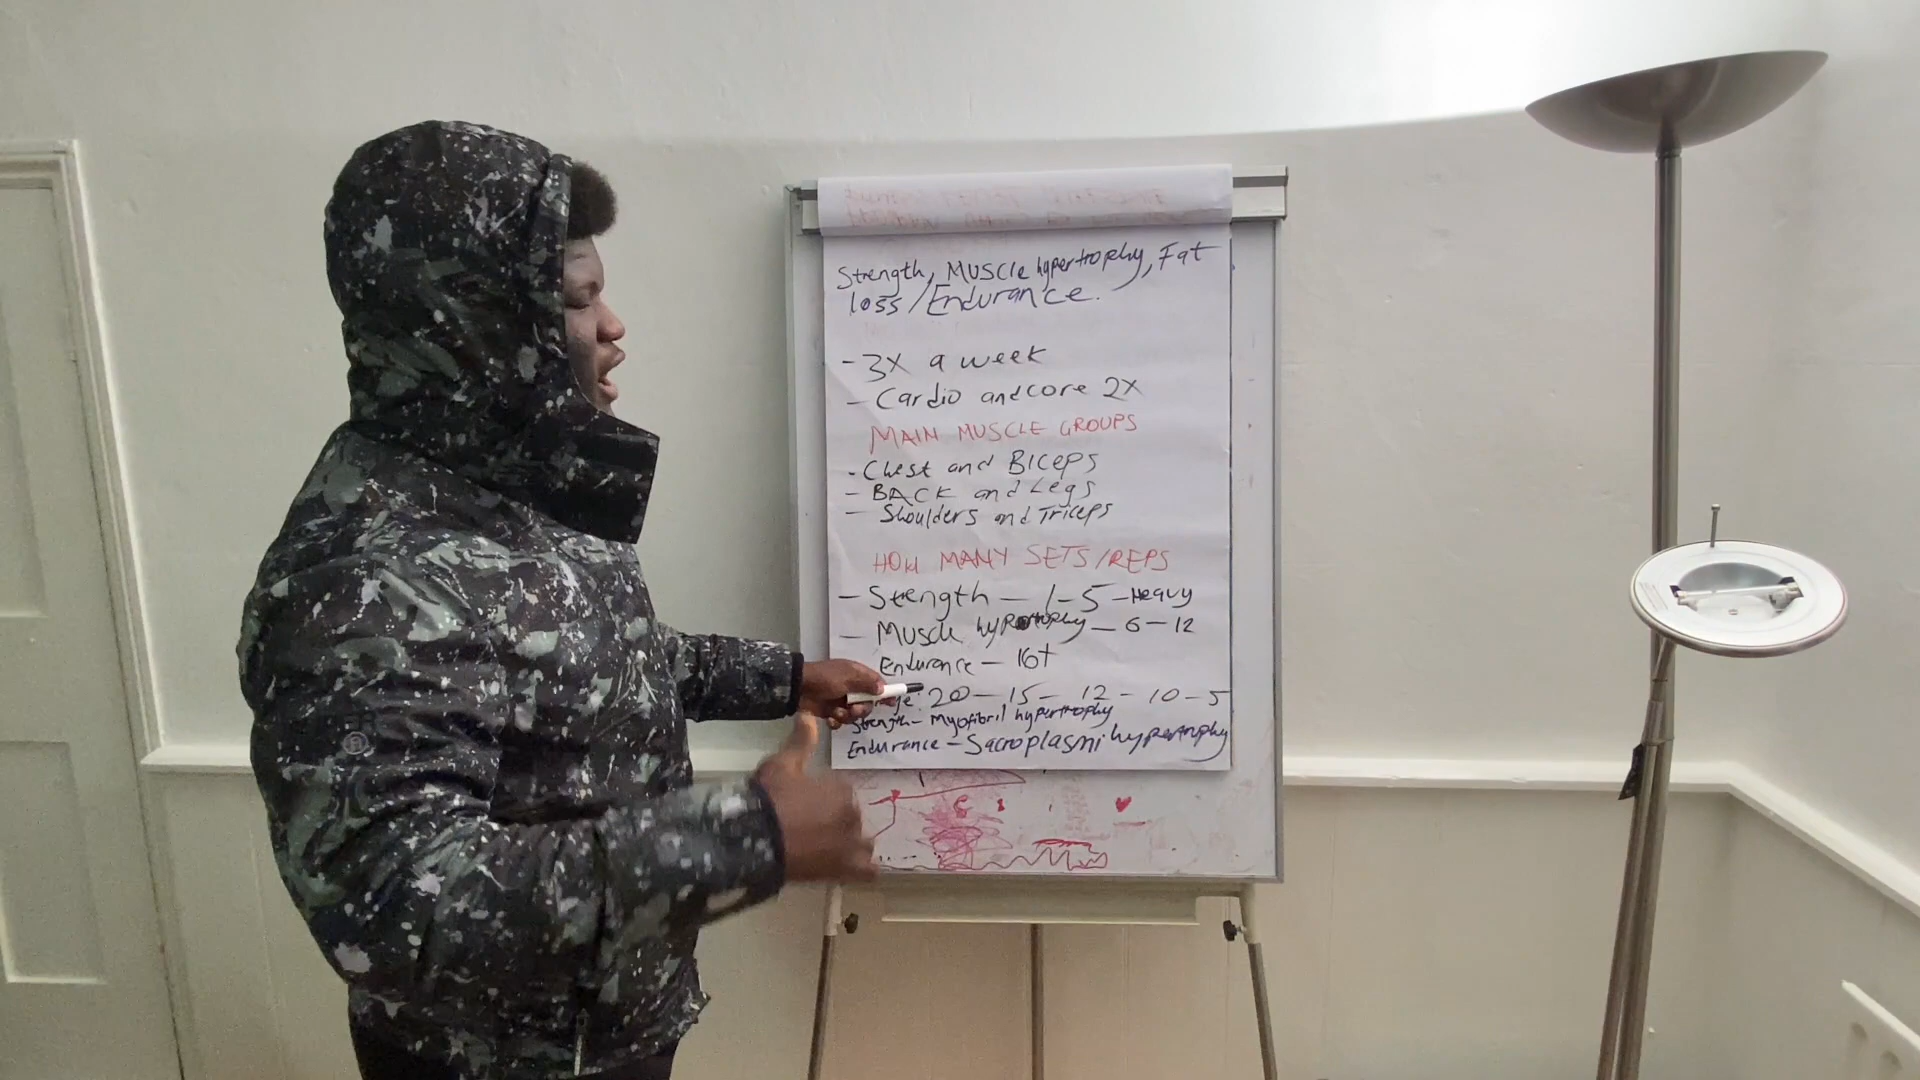 Strength, Muscle hypertrophy, Fat
loss / Endurance.
- 3x a week
- Cardio and core 2x
MAIN MUSCLE GROUPS
- Chest and Biceps
- BACK and Legs
- Shoulders and Triceps
HOW MANY SETS/REPS
- Strength - 1-5 - Heavy
- Muscle hypertrophy - 6-12
Endurance - 16+
20 - 15 - 12 - 10 - 5
Strength - Myofibril hypertrophy
Endurance - Sacroplasmi hypertrophy